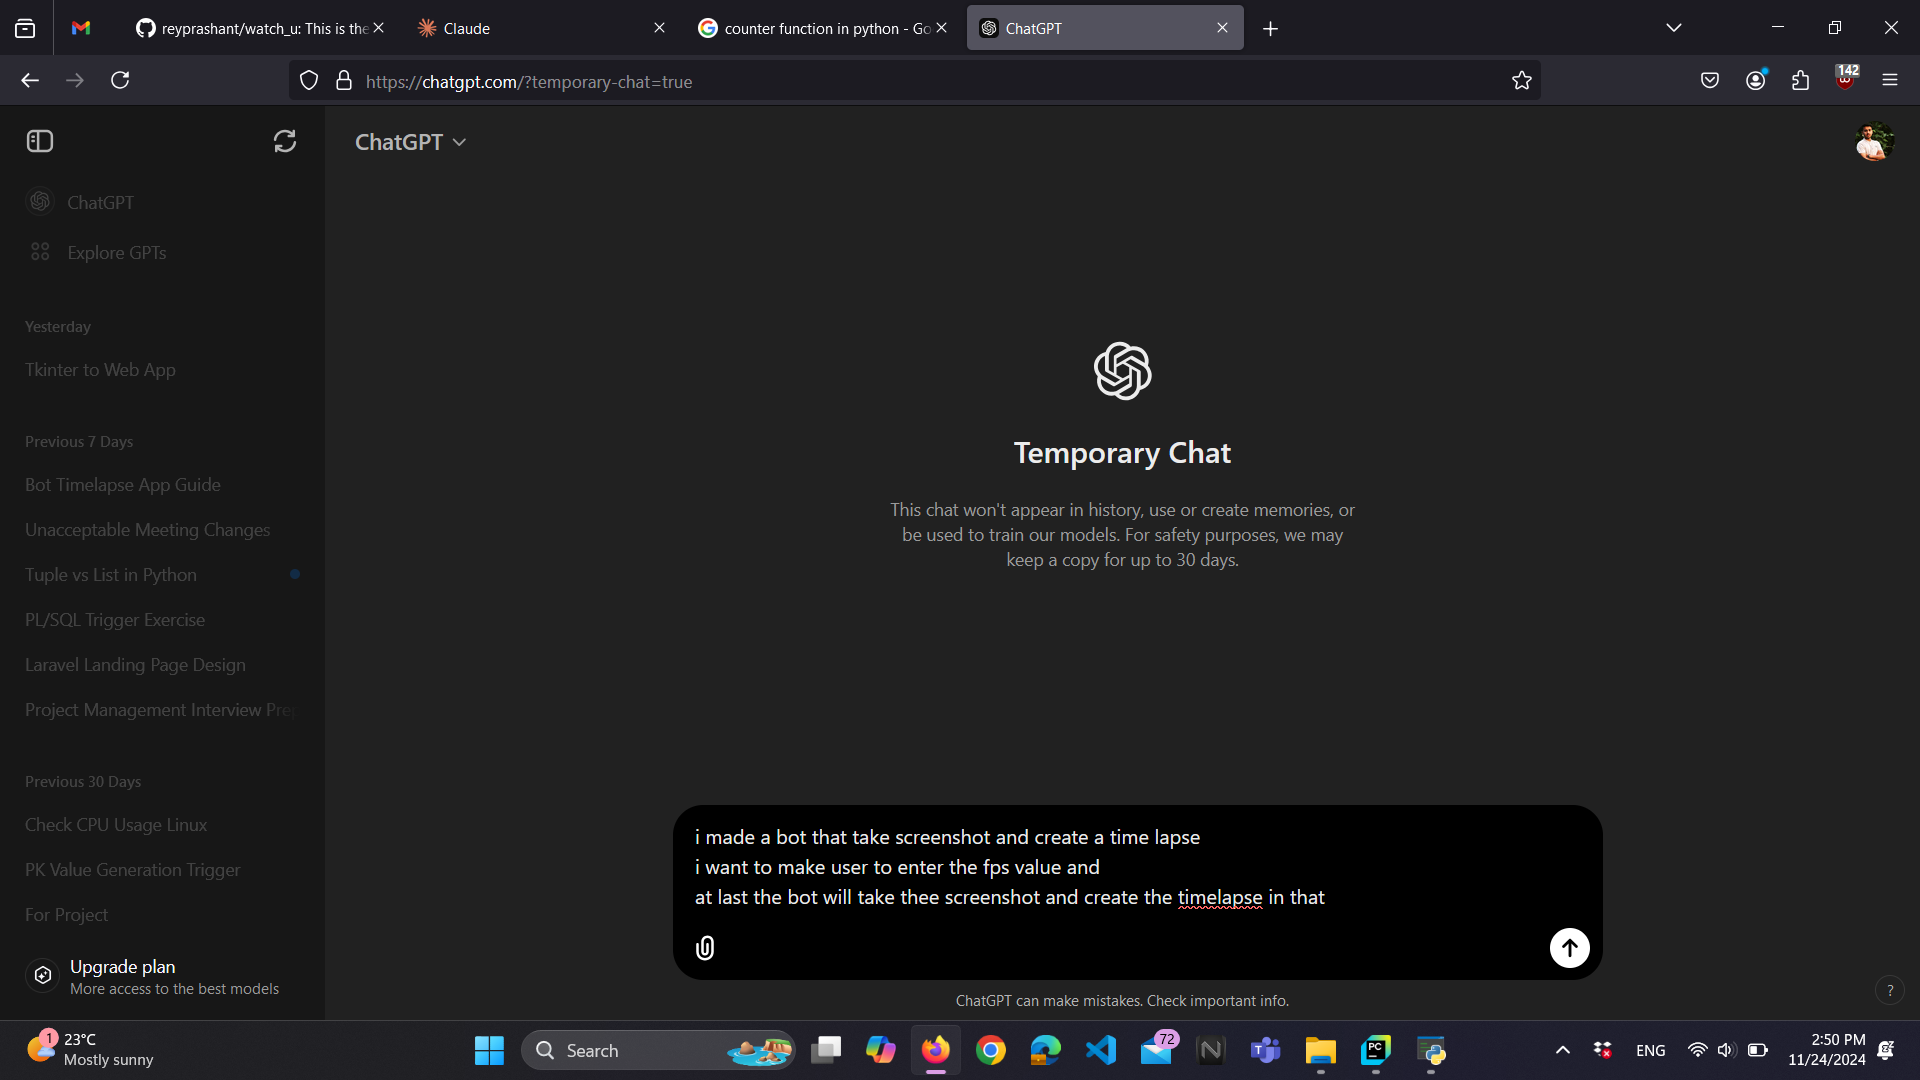 reyprashant/watch_u: This is the
Claude
counter function in python - Go
ChatGPT
https://chatgpt.com/?temporary-chat=true
142
ChatGPT
ChatGPT
Explore GPTs
Yesterday
Tkinter to Web App
Previous 7 Days
Bot Timelapse App Guide
Unacceptable Meeting Changes
Tuple vs List in Python
PL/SQL Trigger Exercise
Laravel Landing Page Design
Project Management Interview Prep
Previous 30 Days
Check CPU Usage Linux
PK Value Generation Trigger
For Project
Upgrade plan
More access to the best models
Temporary Chat
This chat won't appear in history, use or create memories, or
be used to train our models. For safety purposes, we may
keep a copy for up to 30 days.
i made a bot that take screenshot and create a time lapse
i want to make user to enter the fps value and
at last the bot will take thee screenshot and create the timelapse in that
ChatGPT can make mistakes. Check important info.
?
1
23°C
Mostly sunny
Search
72
PC
ENG
2:50 PM
11/24/2024